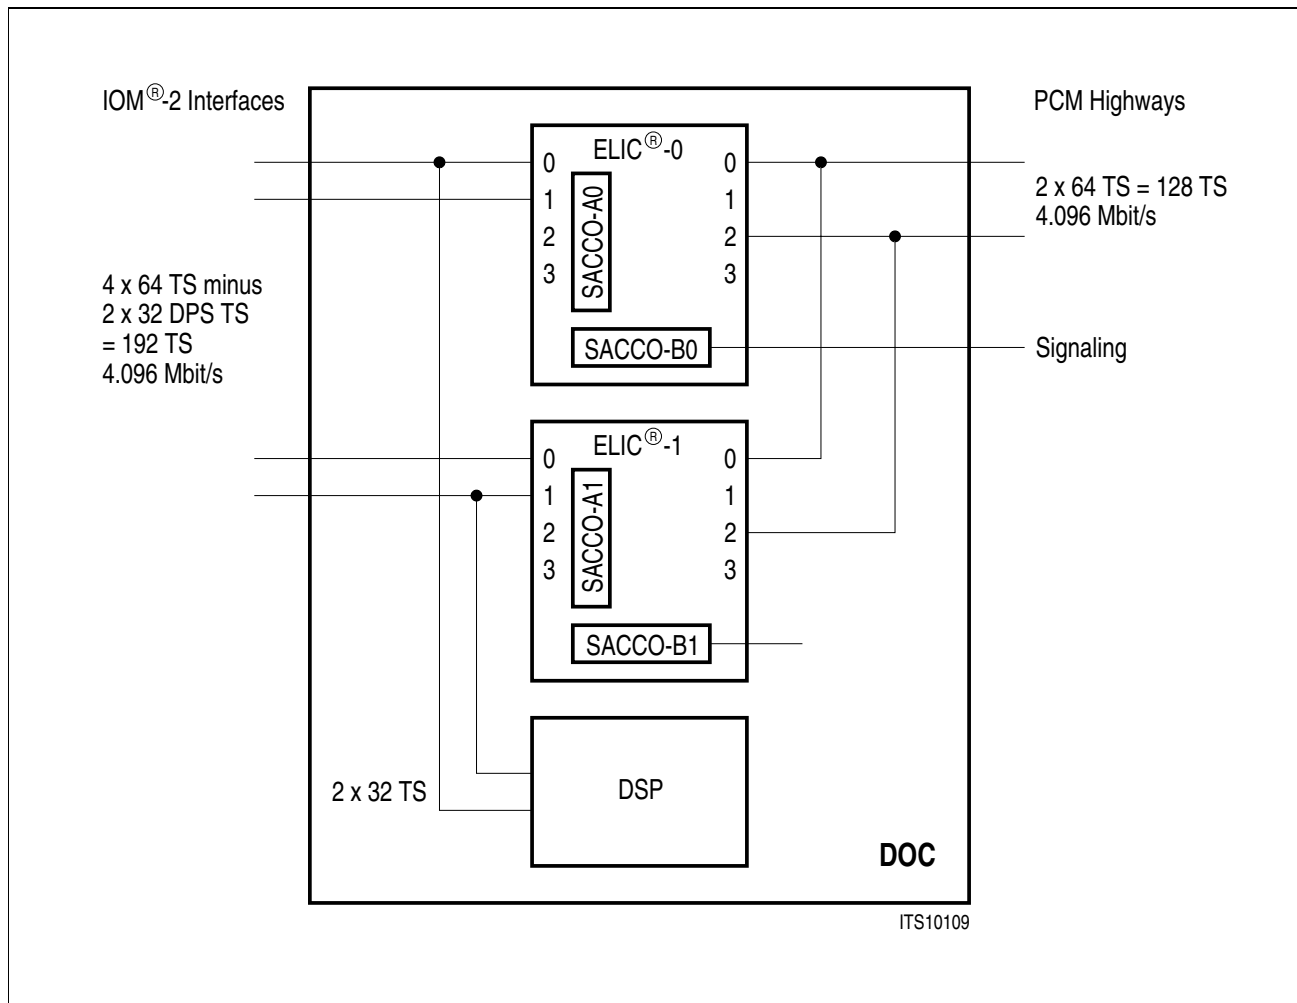 IOM®-2 Interfaces
PCM Highways
ELIC®-0
0
1
2
3
SACCO-A0
0
1
2
3
SACCO-B0
2 x 64 TS = 128 TS
4.096 Mbit/s
Signaling
4 x 64 TS minus
2 x 32 DPS TS
= 192 TS
4.096 Mbit/s
ELIC®-1
0
1
2
3
SACCO-A1
0
1
2
3
SACCO-B1
2 x 32 TS
DSP
DOC
ITS10109